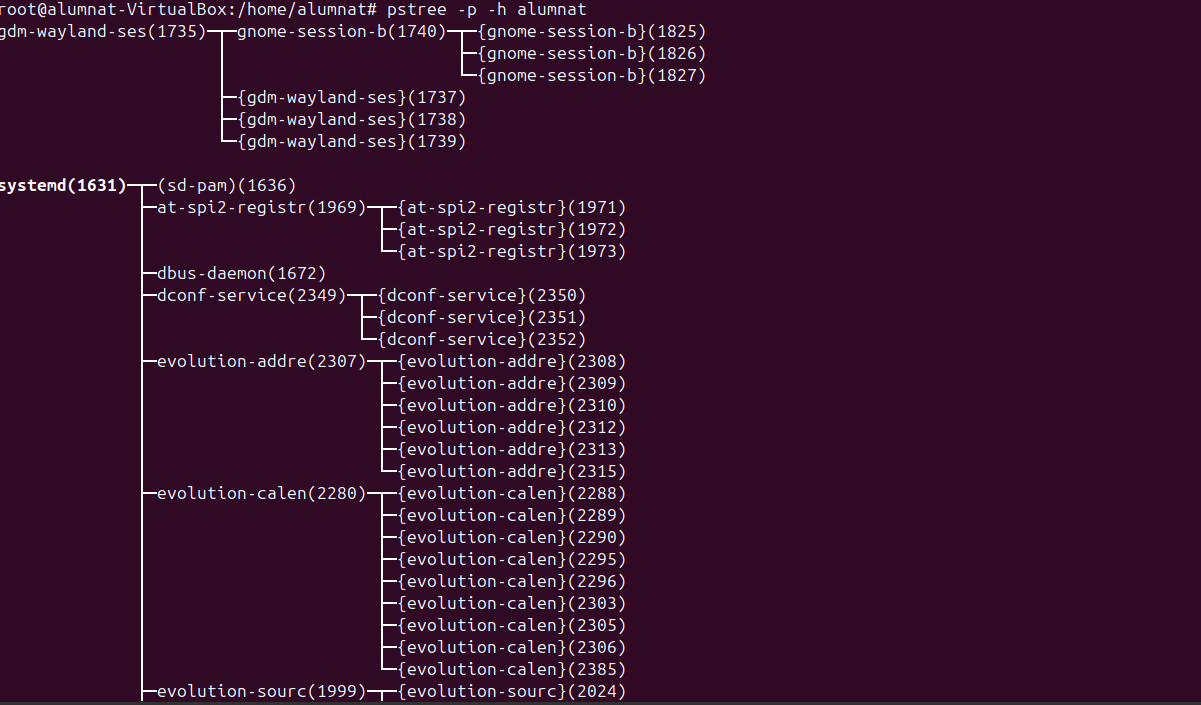 root@alumnat-VirtualBox:/home/alumnat# pstree -p -h alumnat
gdm-wayland-ses(1735)─┬─gnome-session-b(1740)─┬─{gnome-session-b}(1825)
                      │                       ├─{gnome-session-b}(1826)
                      │                       └─{gnome-session-b}(1827)
                      ├─{gdm-wayland-ses}(1737)
                      ├─{gdm-wayland-ses}(1738)
                      └─{gdm-wayland-ses}(1739)

systemd(1631)─┬─(sd-pam)(1636)
              ├─at-spi2-registr(1969)─┬─{at-spi2-registr}(1971)
              │                       ├─{at-spi2-registr}(1972)
              │                       └─{at-spi2-registr}(1973)
              ├─dbus-daemon(1672)
              ├─dconf-service(2349)─┬─{dconf-service}(2350)
              │                     ├─{dconf-service}(2351)
              │                     └─{dconf-service}(2352)
              ├─evolution-addre(2307)─┬─{evolution-addre}(2308)
              │                       ├─{evolution-addre}(2309)
              │                       ├─{evolution-addre}(2310)
              │                       ├─{evolution-addre}(2312)
              │                       ├─{evolution-addre}(2313)
              │                       └─{evolution-addre}(2315)
              ├─evolution-calen(2280)─┬─{evolution-calen}(2288)
              │                       ├─{evolution-calen}(2289)
              │                       ├─{evolution-calen}(2290)
              │                       ├─{evolution-calen}(2295)
              │                       ├─{evolution-calen}(2296)
              │                       ├─{evolution-calen}(2303)
              │                       ├─{evolution-calen}(2305)
              │                       ├─{evolution-calen}(2306)
              │                       └─{evolution-calen}(2385)
              ├─evolution-sourc(1999)─┬─{evolution-sourc}(2024)